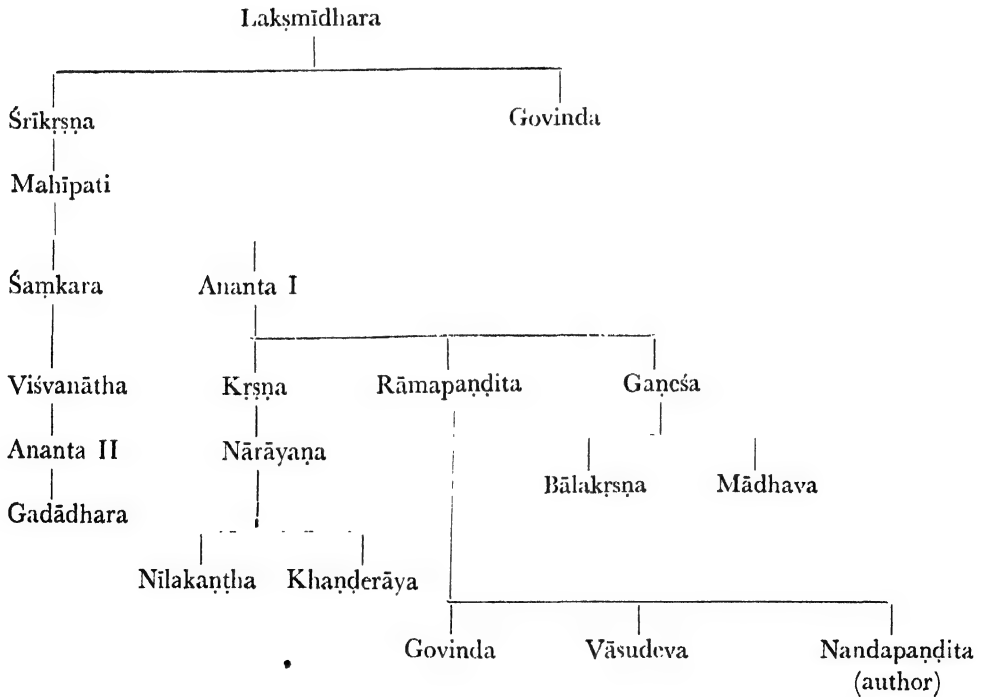 Lakṣmīdhara
Śrīkṛṣṇa Govinda
Mahīpati
Śaṃkara Ananta I
Viśvanātha Kṛṣṇa Rāmapaṇḍita Gaṇeśa
Ananta II Nārāyaṇa
Bālakṛṣṇa Mādhava
Gadādhara
Nīlakaṇṭha Khaṇḍerāya
Govinda Vāsudeva Nandapaṇḍita
(author)